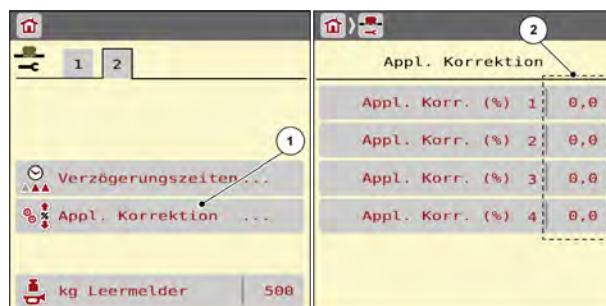 1 2
Verzögerungszeiten...
1
Appl. Korrektion ...
kg Leermelder 500
2
Appl. Korrektion
Appl. Korr. (%) 1 0,0
Appl. Korr. (%) 2 0,0
Appl. Korr. (%) 3 0,0
Appl. Korr. (%) 4 0,0